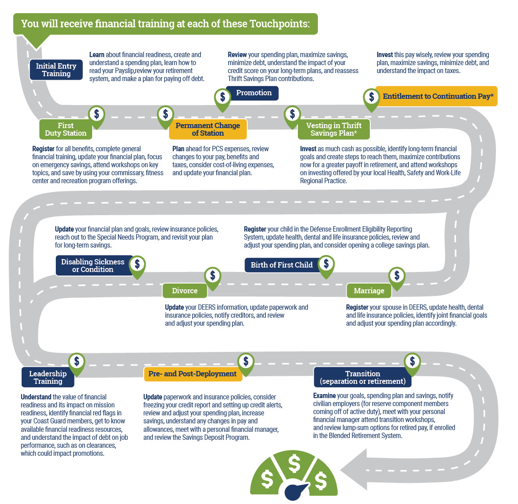 You will receive financial training at each of these Touchpoints:
Initial Entry
Training
Learn about financial readiness, create and
understand a spending plan, learn how to
read your Payslip,review your retirement
system, and make a plan for paying off debt.
Review your spending plan, maximize savings,
minimize debt, understand the impact of your
credit score on your long-term plans, and reassess
Thrift Savings Plan contributions.
Promotion
Invest this pay wisely, review your spending
plan, maximize savings, minimize debt, and
understand the impact on taxes.
Entitlement to Continuation Pay*
First
Duty Station
Register for all benefits, complete general
financial training, update your financial plan, focus
on emergency savings, attend workshops on key
topics, and save by using your commissary, fitness
center and recreation program offerings.
Permanent Change
of Station
Plan ahead for PCS expenses, review
changes to your pay, benefits and
taxes, consider cost-of-living expenses,
and update your financial plan.
Vesting in Thrift
Savings Plan*
Invest as much cash as possible, identify long-term financial
goals and create steps to reach them, maximize contributions
now for a greater payoff in retirement, and attend workshops
on investing offered by your local Health, Safety and Work-Life
Regional Practice.
Update your financial plan and goals, review insurance policies,
reach out to the Special Needs Program, and revisit your plan
for long-term savings.
Disabling Sickness
or Condition
Register your child in the Defense Enrollment Eligibility Reporting
System, update health, dental and life insurance policies, review and
adjust your spending plan, and consider opening a college savings plan.
Birth of First Child
Divorce
Update your DEERS information, update paperwork and
insurance policies, notify creditors, and review
and adjust your spending plan.
Marriage
Register your spouse in DEERS, update health, dental
and life insurance policies, identify joint financial goals
and adjust your spending plan accordingly.
Leadership
Training
Understand the value of financial
readiness and its impact on mission
readiness, identify financial red flags in
your Coast Guard members, get to know
available financial readiness resources,
and understand the impact of debt on job
performance, such as on clearances,
which could impact promotions.
Pre- and Post-Deployment
Update paperwork and insurance policies, consider
freezing your credit report and setting up credit alerts,
review and adjust your spending plan, increase
savings, understand any changes in pay and
allowances, meet with a personal financial manager,
and review the Savings Deposit Program.
Transition
(separation or retirement)
Examine your goals, spending plan and savings, notify
civilian employers (for reserve component members
coming off of active duty), meet with your personal
financial manager attend transition workshops,
and review lump-sum options for retired pay, if enrolled
in the Blended Retirement System.
$ $ $